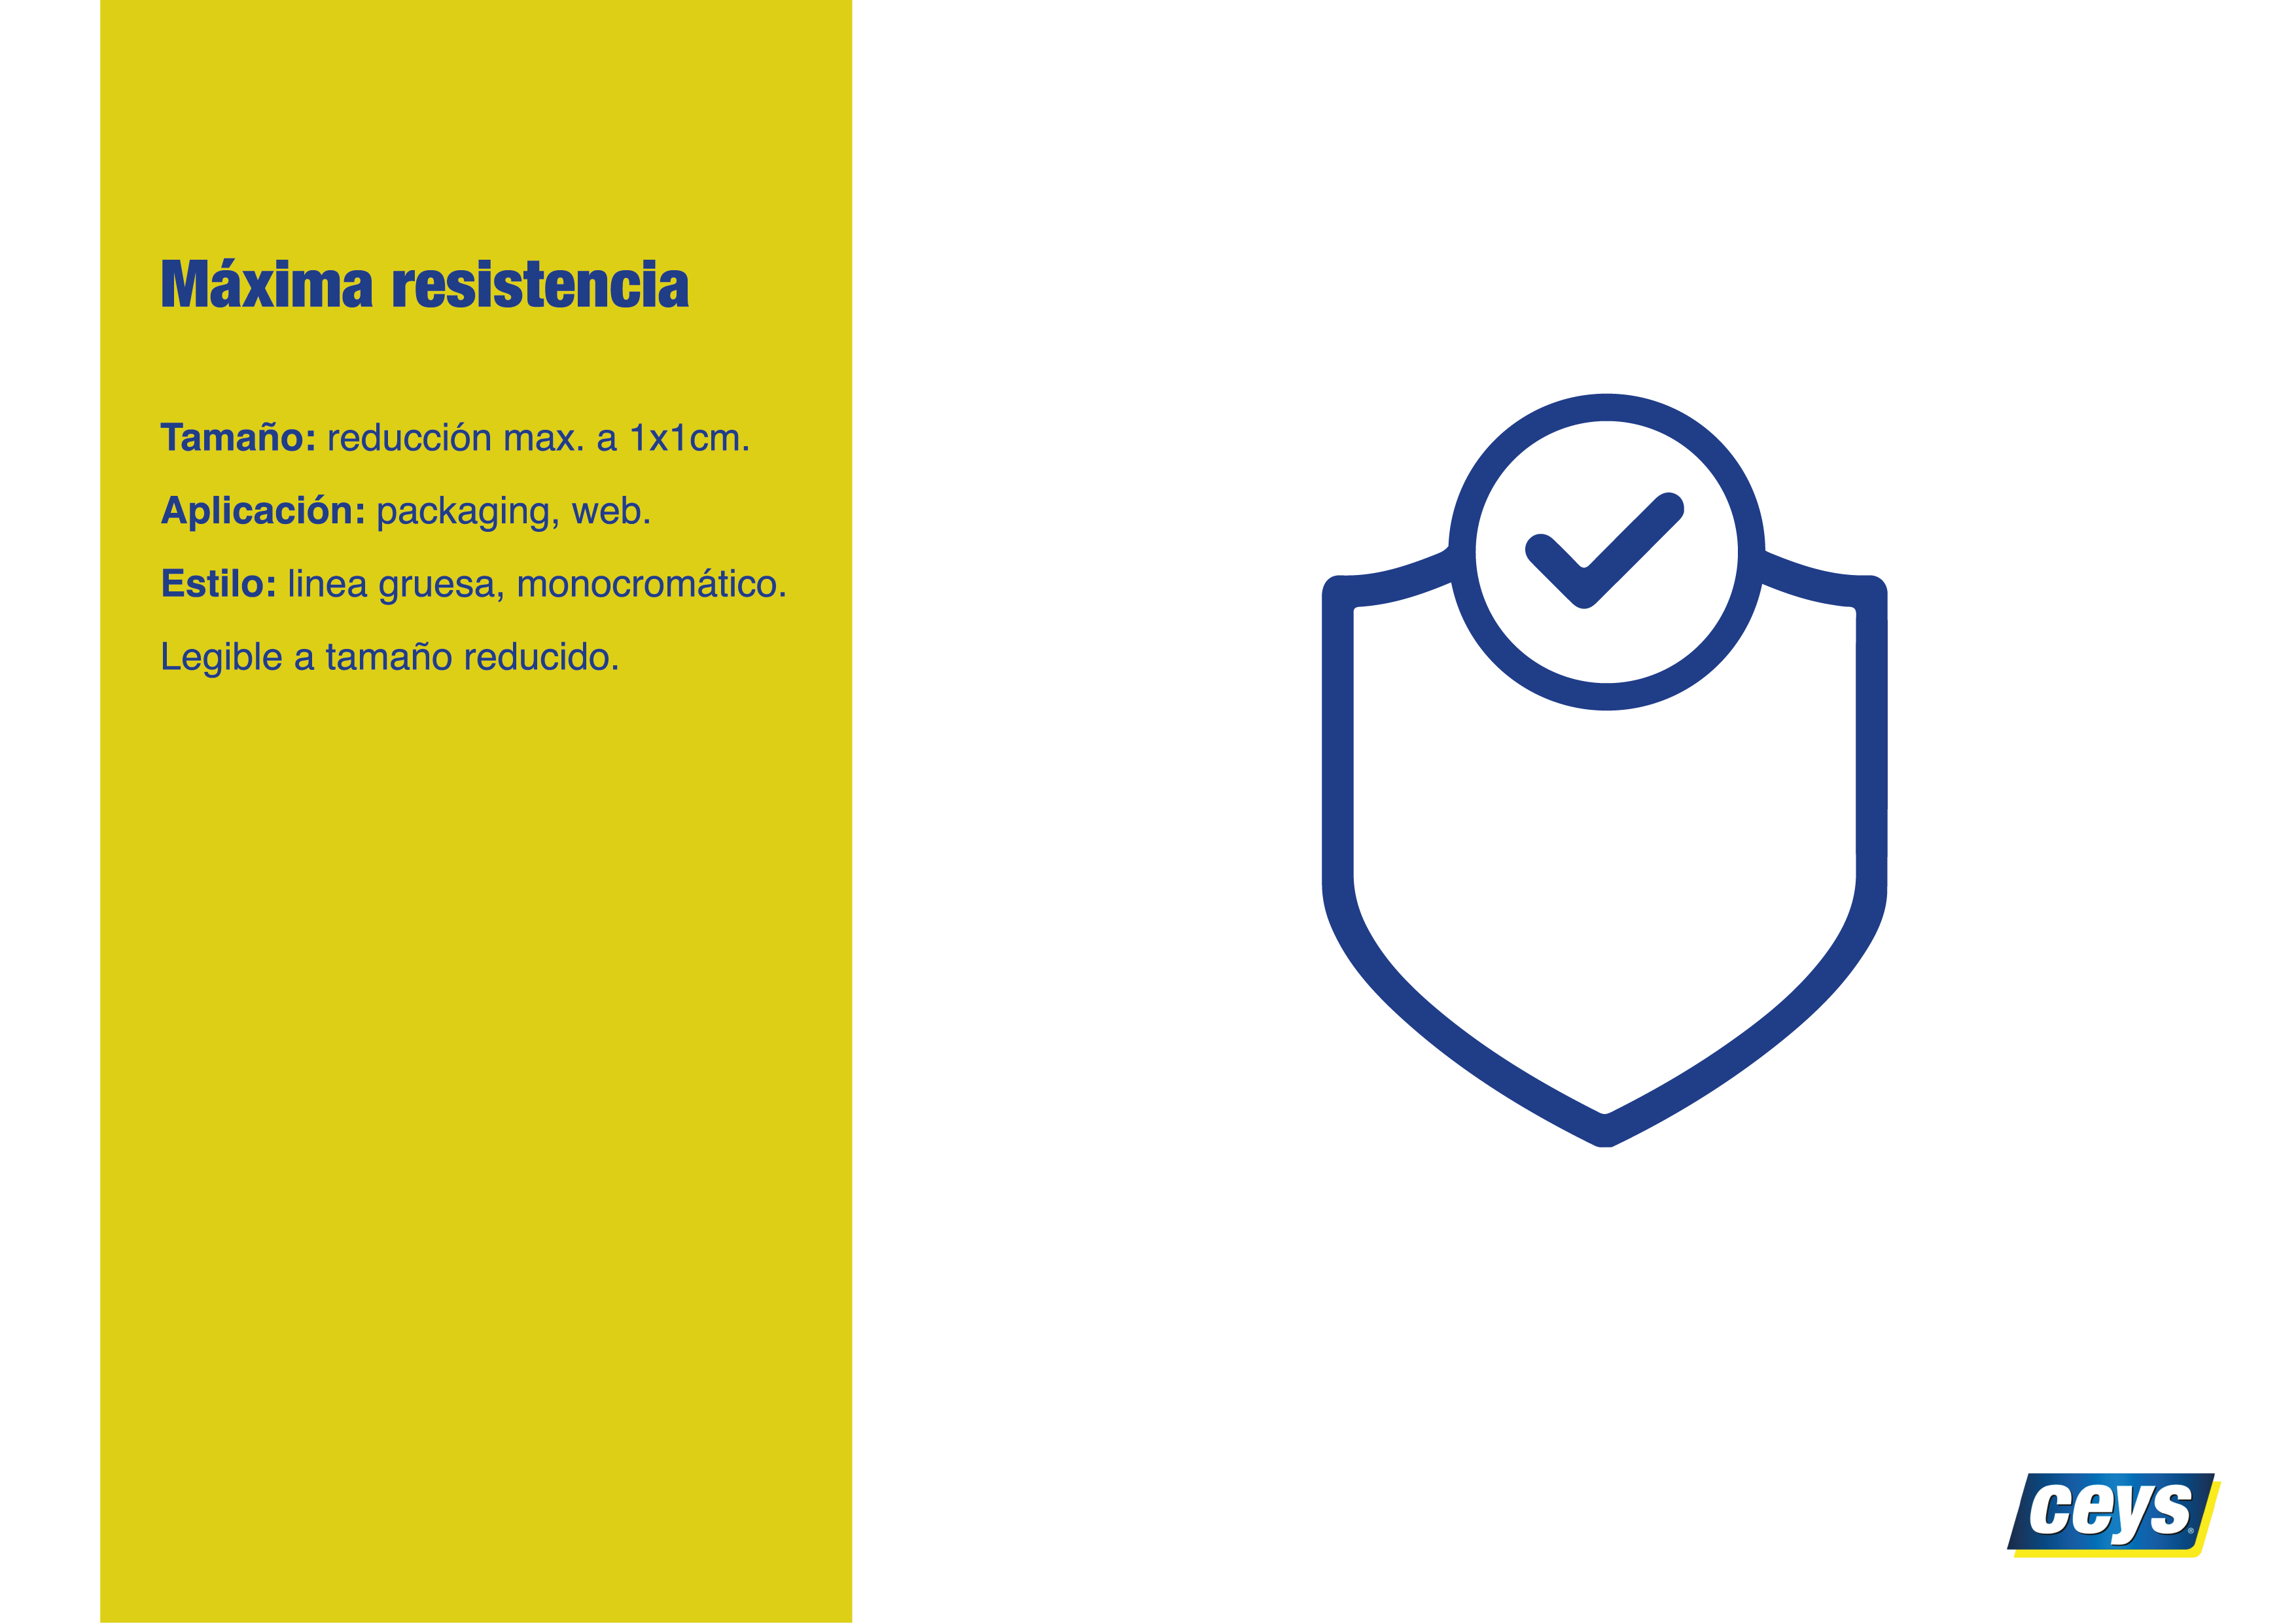 Máxima resistencia
Tamaño: reducción max. a 1x1cm.
Aplicación: packaging, web.
Estilo: linea gruesa, monocromático.
Legible a tamaño reducido.
ceys®